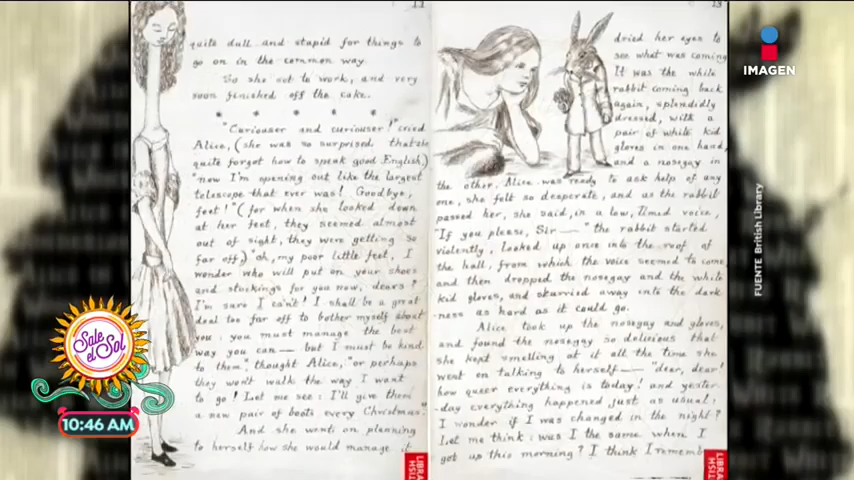 11
quite dull and stupid for things to
go on in the common way.
So she set to work, and very
soon finished off the cake.
* * * * * *
"Curiouser and curiouser!" cried
Alice, (she was so surprised that she
quite forgot how to speak good English,)
"now I'm opening out like the largest
telescope that ever was! Goodbye,
feet!" (for when she looked down
at her feet, they seemed almost
out of sight, they were getting so
far off,) "oh, my poor little feet, I
wonder who will put on your shoes
and stockings for you now, dears?
I'm sure I can't! I shall be a great
deal too far off to bother myself about
you: you must manage the best
way you can — but I must be kind
to them", thought Alice, "or perhaps
they won't walk the way I want
to go! Let me see: I'll give them
a new pair of boots every Christmas."
And she went on planning
to herself how she would manage it
13
dried her eyes to
see what was coming
It was the white
rabbit coming back
again, splendidly
dressed, with a
pair of white kid
gloves in one hand,
and a nosegay in
the other. Alice was ready to ask help of any
one, she felt so desperate, and as the rabbit
passed her, she said, in a low, timid voice,
"If you please, Sir —" the rabbit started
violently, looked up once into the roof of
the hall, from which the voice seemed to come
and then dropped the nosegay and the white
kid gloves, and skurried away into the dark
-ness as hard as it could go.
Alice took up the nosegay and gloves,
and found the nosegay so delicious that
she kept smelling at it all the time she
went on talking to herself — "dear, dear!
how queer everything is today! and yester
-day everything happened just as usual:
I wonder if I was changed in the night?
Let me think: was I the same when I
got up this morning? I think I rememb
IMAGEN
FUENTE British Library
Sale
el Sol
10:46 AM